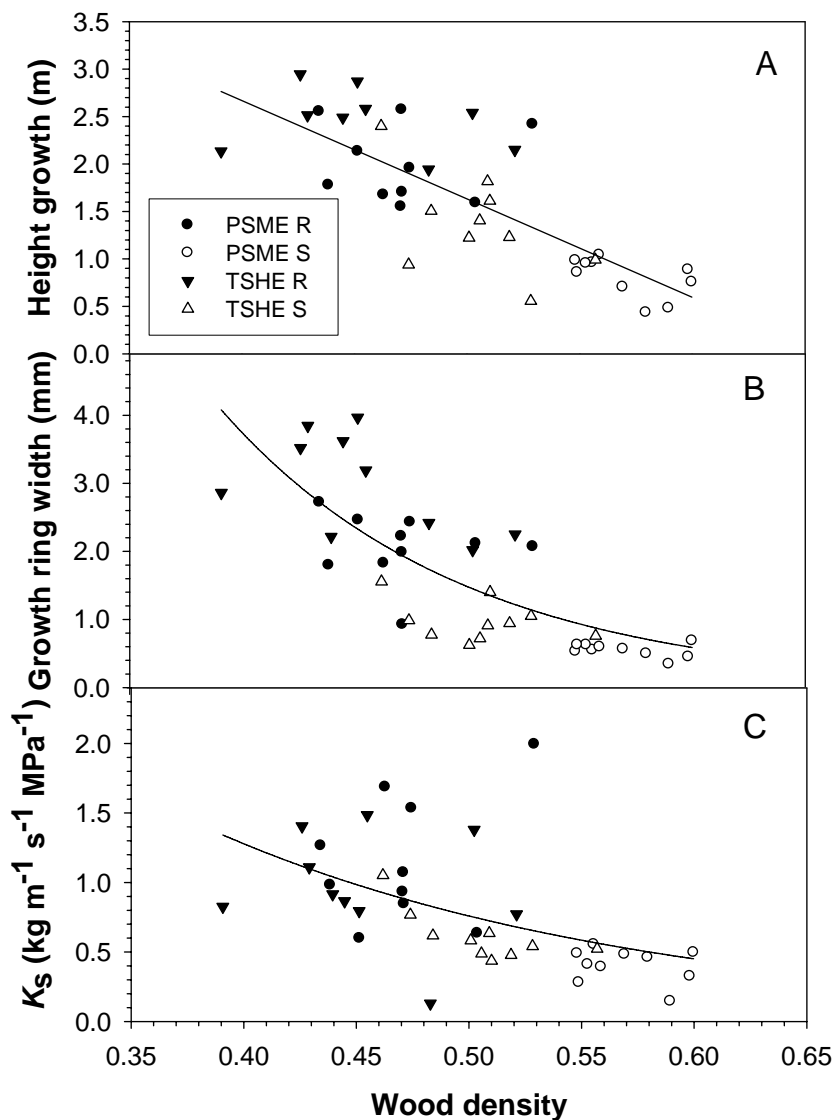 Height growth (m)
3.5
3.0
2.5
2.0
1.5
1.0
0.5
0.0
A
PSME R
PSME S
TSHE R
TSHE S
Growth ring width (mm)
4.0
3.0
2.0
1.0
0.0
B
Ks (kg m-1 s-1 MPa-1)
2.0
1.5
1.0
0.5
0.0
C
0.35 0.40 0.45 0.50 0.55 0.60 0.65
Wood density